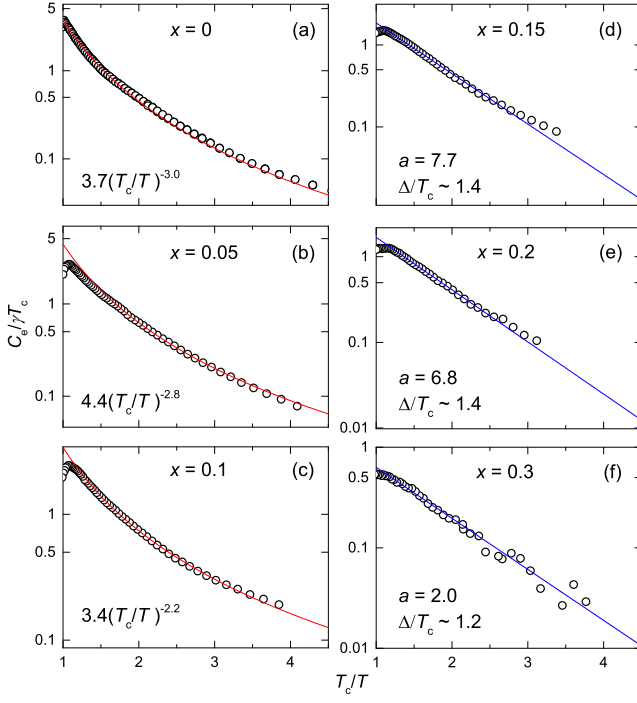 x = 0
(a)
5
1
0.5
0.1
3.7(Tc/T)-3.0
x = 0.05
(b)
5
1
0.5
0.1
4.4(Tc/T)-2.8
x = 0.1
(c)
1
0.5
0.1
3.4(Tc/T)-2.2
1 2 3 4
Ce/γTc
x = 0.15
(d)
1
0.5
0.1
a = 7.7
Δ/Tc ~ 1.4
x = 0.2
(e)
1
0.5
0.1
0.01
a = 6.8
Δ/Tc ~ 1.4
x = 0.3
(f)
0.5
0.1
0.01
a = 2.0
Δ/Tc ~ 1.2
1 2 3 4
Tc/T